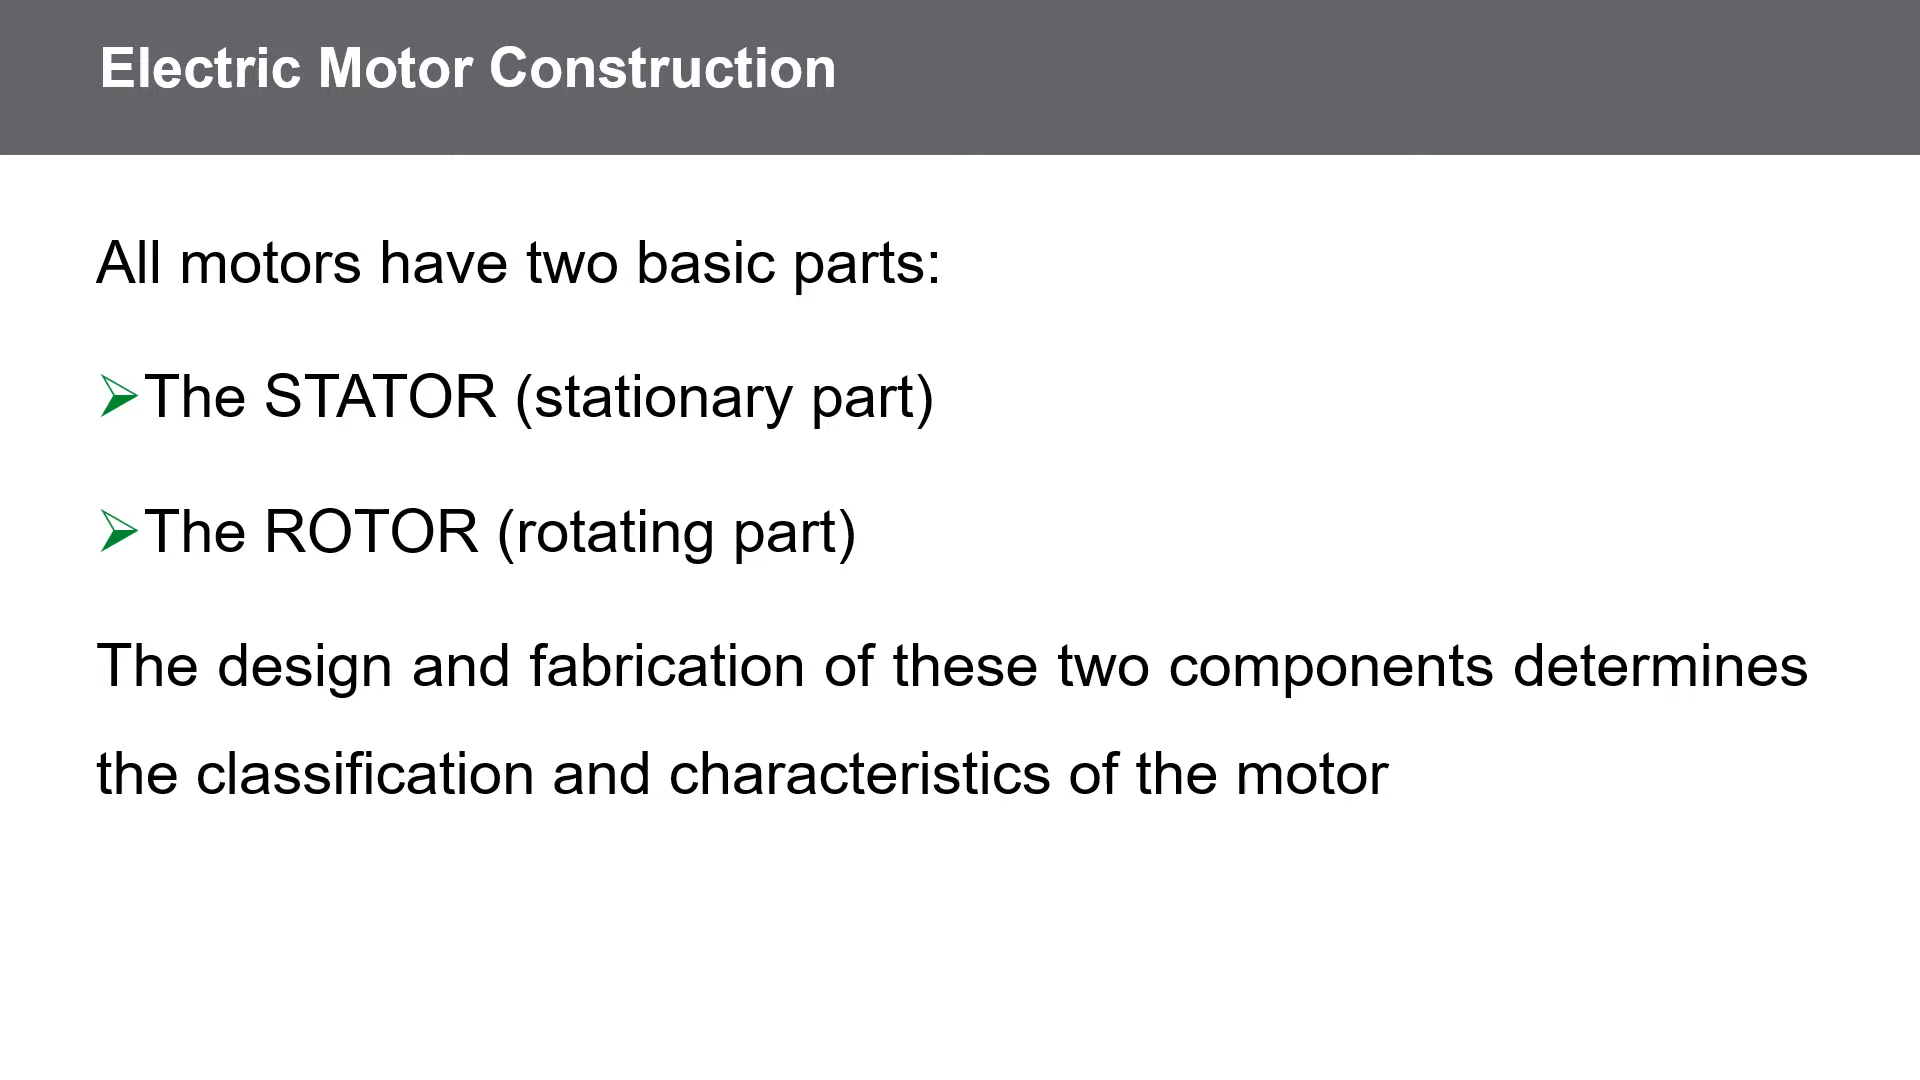 Electric Motor Construction
All motors have two basic parts:
The STATOR (stationary part)
The ROTOR (rotating part)
The design and fabrication of these two components determines
the classification and characteristics of the motor